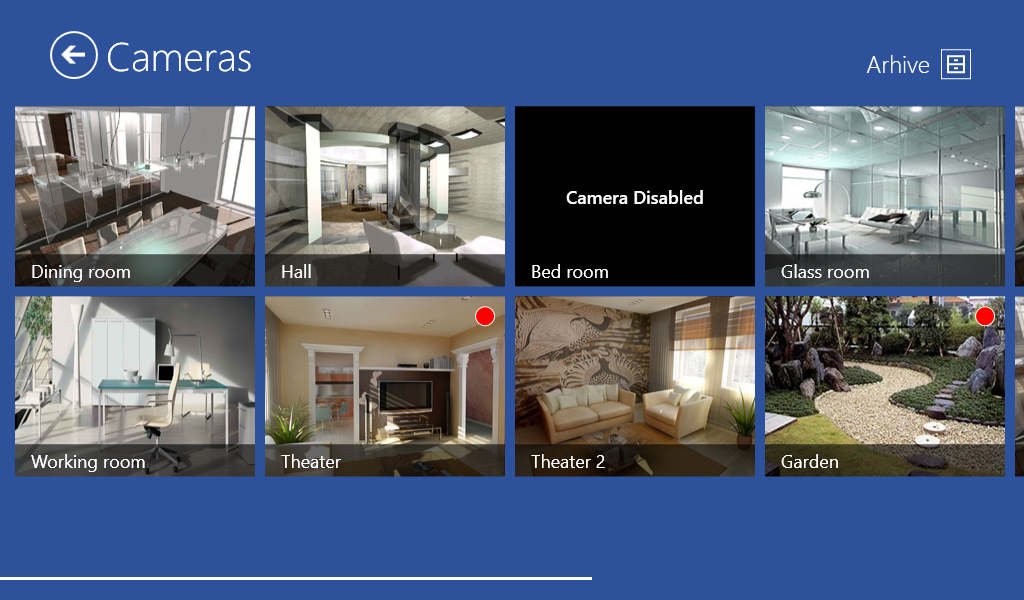 Cameras
Arhive
Dining room
Hall
Camera Disabled
Bed room
Glass room
Working room
Theater
Theater 2
Garden